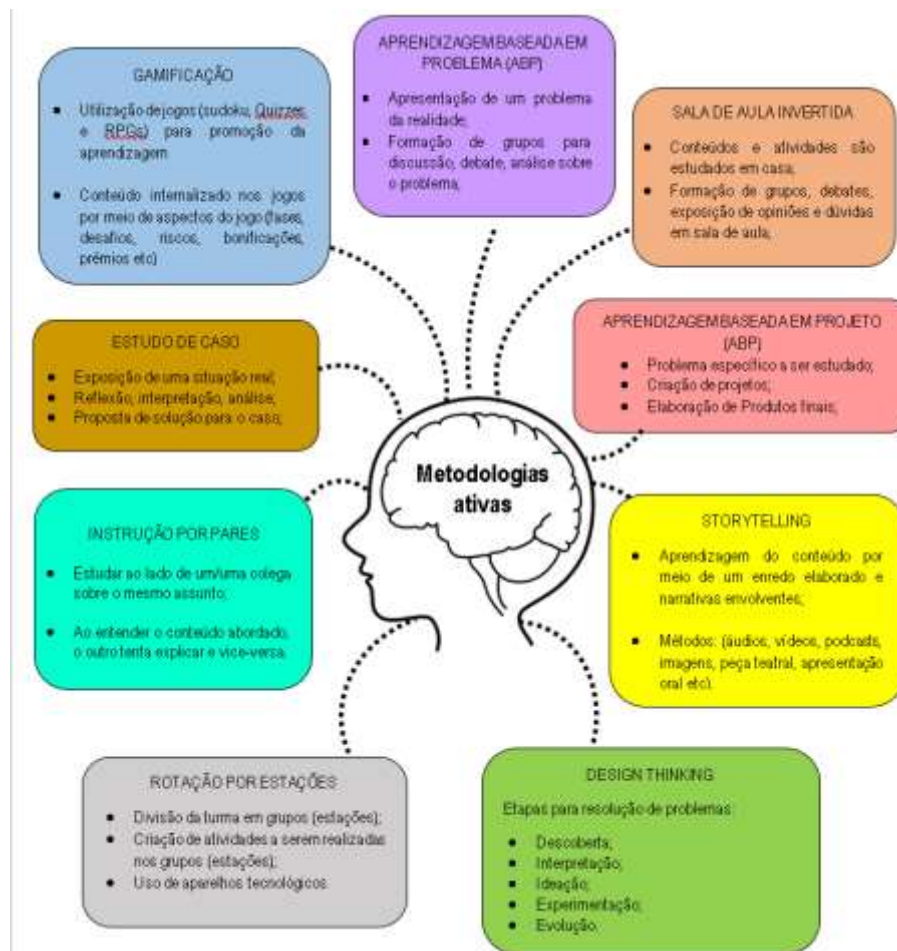 GAMIFICAÇÃO
● Utilização de jogos (sudoku, Quizzes
e RPGs) para promoção da
aprendizagem
● Conteúdo internalizado nos jogos
por meio de aspectos do jogo (fases,
desafios, riscos, bonificações,
prêmios etc)
APRENDIZAGEM BASEADA EM
PROBLEMA (ABP)
● Apresentação de um problema
da realidade;
● Formação de grupos para
discussão, debate, análise sobre
o problema;
SALA DE AULA INVERTIDA
● Conteúdos e atividades são
estudados em casa;
● Formação de grupos, debates,
exposição de opiniões e dúvidas
em sala de aula;
ESTUDO DE CASO
● Exposição de uma situação real;
● Reflexão, interpretação, análise;
● Proposta de solução para o caso;
APRENDIZAGEM BASEADA EM PROJETO
(ABP)
● Problema específico a ser estudado;
● Criação de projetos;
● Elaboração de Produtos finais;
Metodologias
ativas
INSTRUÇÃO POR PARES
● Estudar ao lado de um/uma colega
sobre o mesmo assunto;
● Ao entender o conteúdo abordado,
o outro tenta explicar e vice-versa.
STORYTELLING
● Aprendizagem do conteúdo por
meio de um enredo elaborado e
narrativas envolventes;
● Métodos: (áudios, vídeos, podcasts,
imagens, peça teatral, apresentação
oral etc).
ROTAÇÃO POR ESTAÇÕES
● Divisão da turma em grupos (estações);
● Criação de atividades a serem realizadas
nos grupos (estações);
● Uso de aparelhos tecnológicos.
DESIGN THINKING
Etapas para resolução de problemas:
● Descoberta;
● Interpretação;
● Ideação;
● Experimentação;
● Evolução.